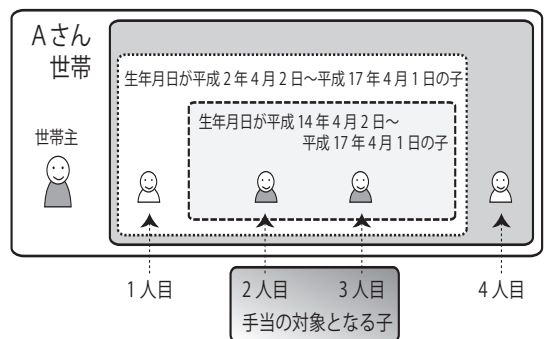 Aさん
世帯
世帯主
生年月日が平成2年4月2日～平成17年4月1日の子
生年月日が平成14年4月2日～
平成17年4月1日の子
1人目
2人目
3人目
4人目
手当の対象となる子